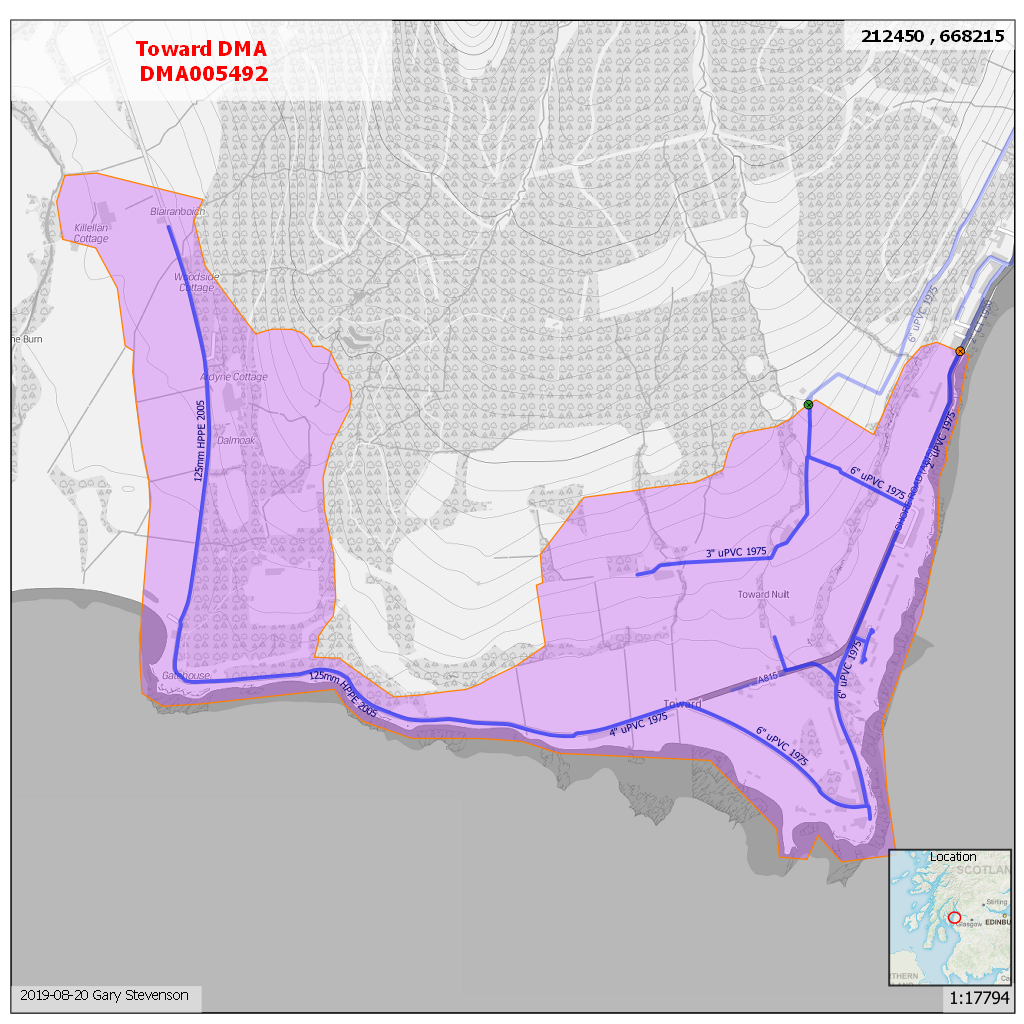 Toward DMA
DMA005492
212450 , 668215
Blairanboich
Killellan
Cottage
Woodside
Cottage
ne Burn
6" uPVC 1975
Ardyne Cottage
125mm HPPE 2005
Dalmoak
2" uPVC 1975
6" uPVC 1975
3" uPVC 1975
Toward Nuit
6" uPVC 1975
Gatehouse
125mm HPPE 2005
A815
Toward
4" uPVC 1975
6" uPVC 1975
Location
SCOTLAN
Stirling
Glasgow
EDINBU
THERN
2019-08-20 Gary Stevenson
1:17794